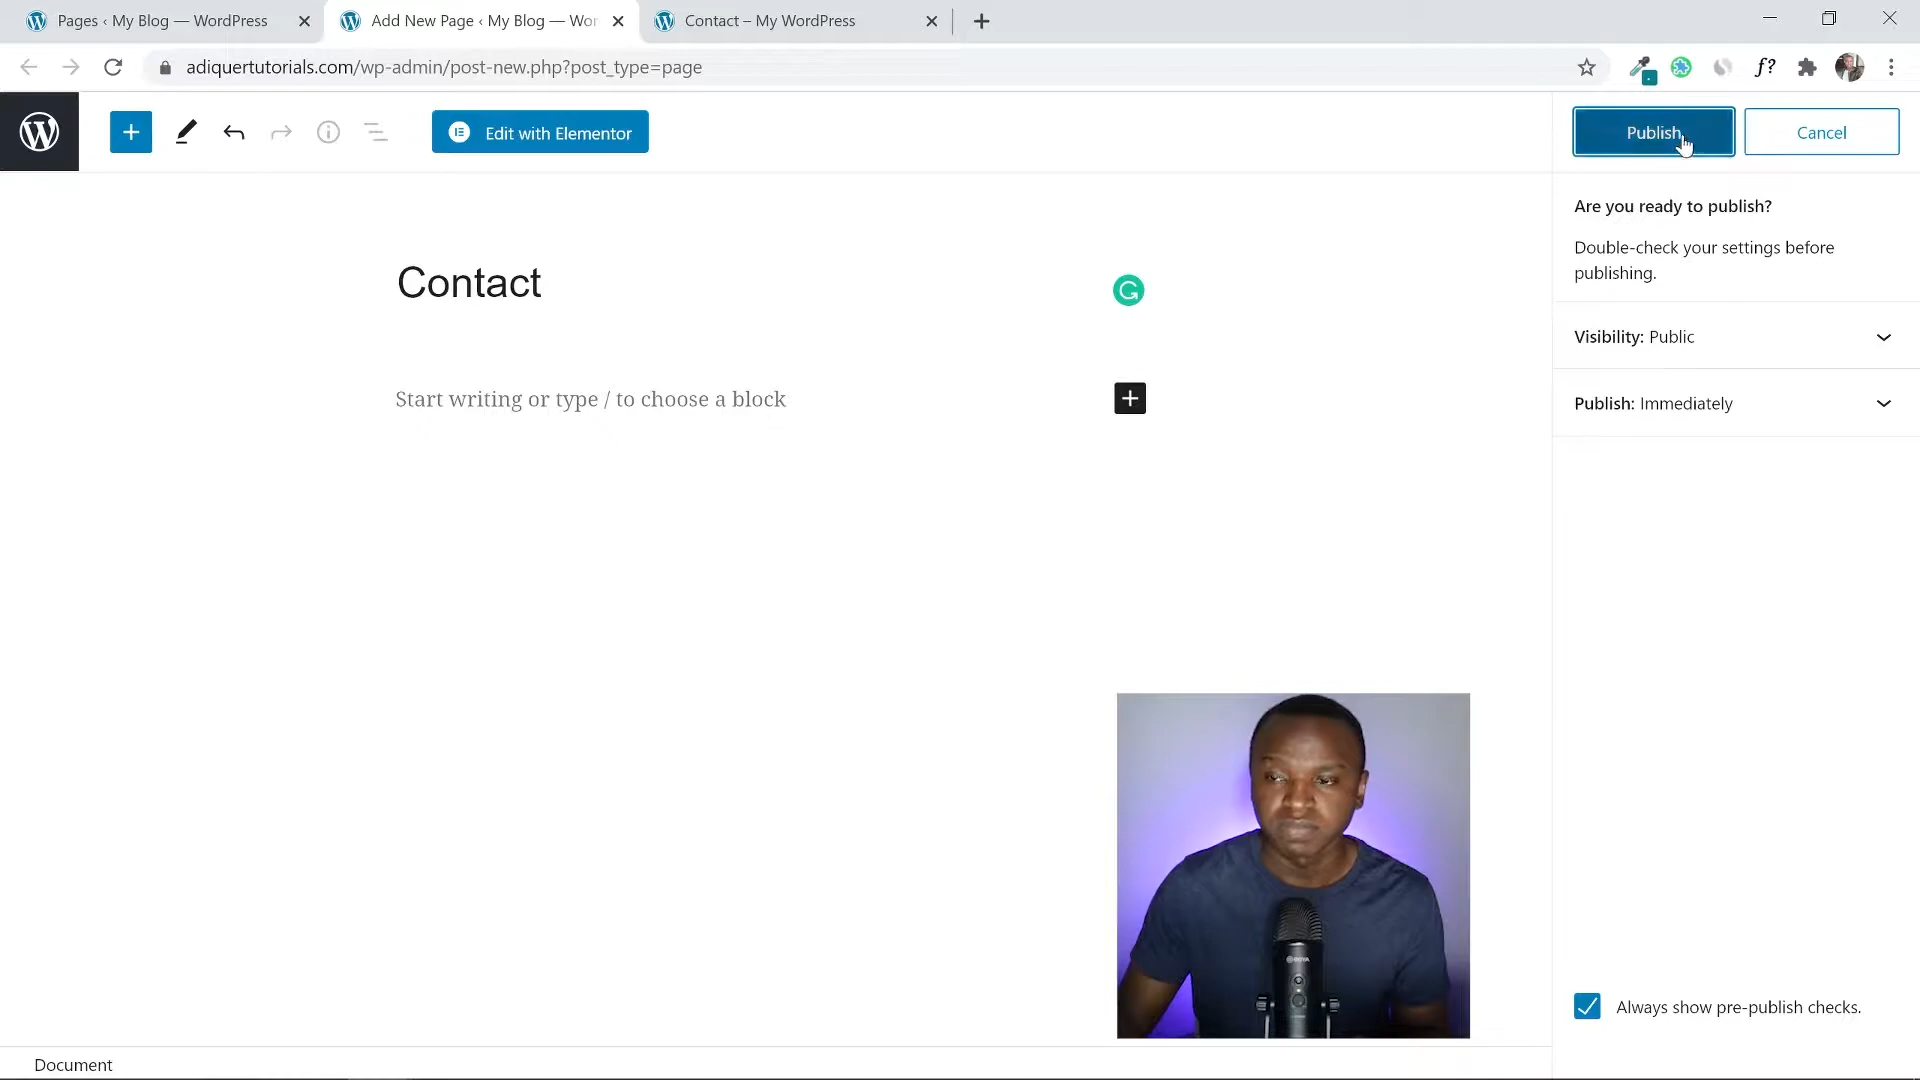 Pages ‹ My Blog — WordPress
Add New Page ‹ My Blog — Wor
Contact – My WordPress
adiquertutorials.com/wp-admin/post-new.php?post_type=page
f?
Edit with Elementor
Publish
Cancel
Are you ready to publish?
Double-check your settings before
publishing.
Contact
Visibility: Public
Start writing or type / to choose a block
Publish: Immediately
Always show pre-publish checks.
Document